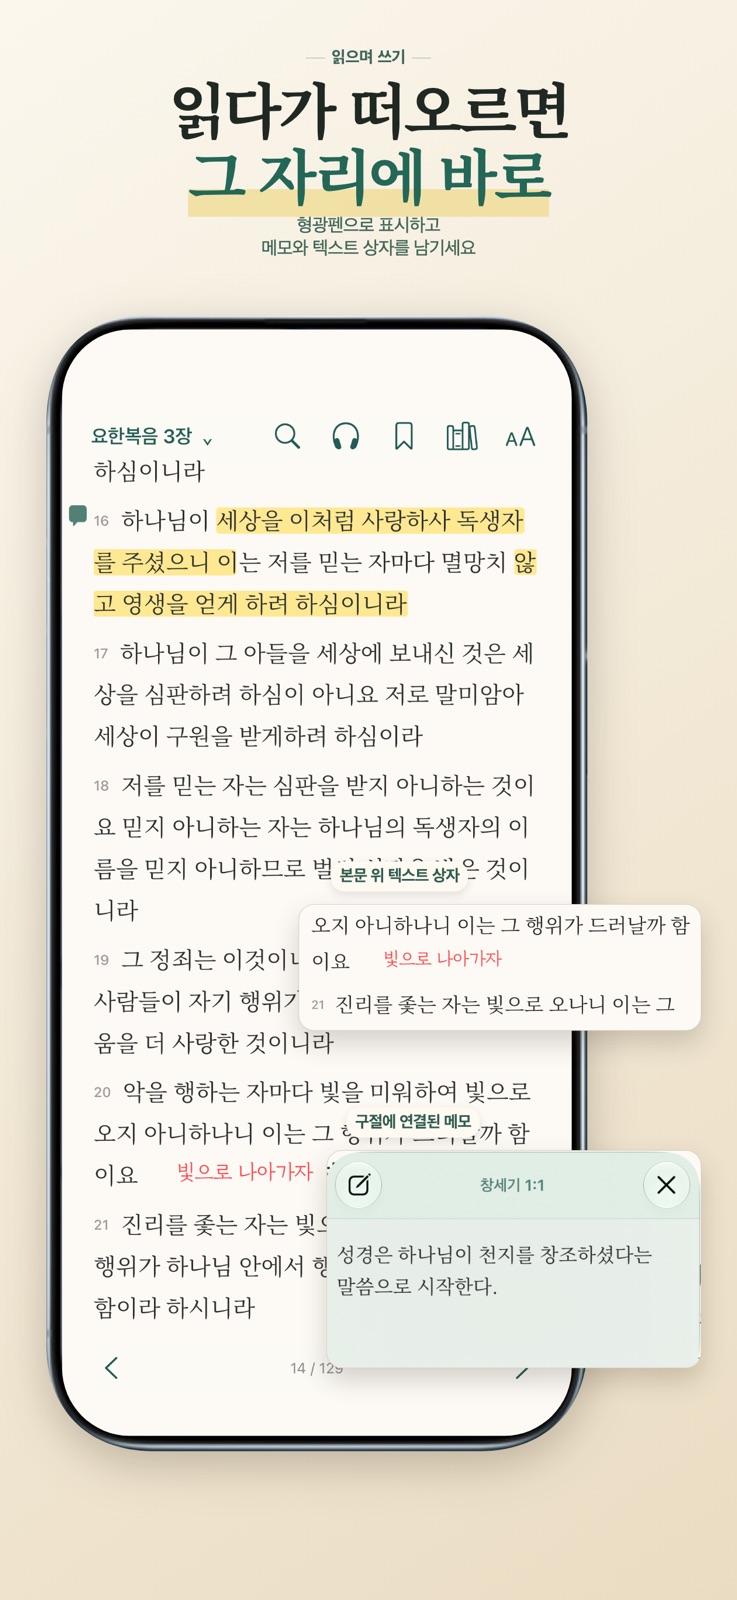 읽으며 쓰기
읽다가 떠오르면
그 자리에 바로
형광펜으로 표시하고
메모와 텍스트 상자를 남기세요
요한복음 3장
AA
하심이니라
16 하나님이 세상을 이처럼 사랑하사 독생자
를 주셨으니 이는 저를 믿는 자마다 멸망치 않
고 영생을 얻게 하려 하심이니라
17 하나님이 그 아들을 세상에 보내신 것은 세
상을 심판하려 하심이 아니요 저로 말미암아
세상이 구원을 받게하려 하심이라
18 저를 믿는 자는 심판을 받지 아니하는 것이
요 믿지 아니하는 자는 하나님의 독생자의 이
름을 믿지 아니하므로 것이
니라
본문 위 텍스트 상자
오지 아니하나니 이는 그 행위가 드러날까 함
이요 빛으로 나아가자
21 진리를 좇는 자는 빛으로 오나니 이는 그
19 그 정죄는
사람들이 자기
움을 더 사랑한 것이니라
20 악을 행하는 자마다 빛을 미워하여 빛으로
오지 아니하나니 이는 그 함
이요 빛으로 나아가자
구절에 연결된 메모
창세기 1:1
성경은 하나님이 천지를 창조하셨다는
말씀으로 시작한다.
21 진리를 좇는 자는
행위가 하나님 안에서
함이라 하시니라
14 / 129